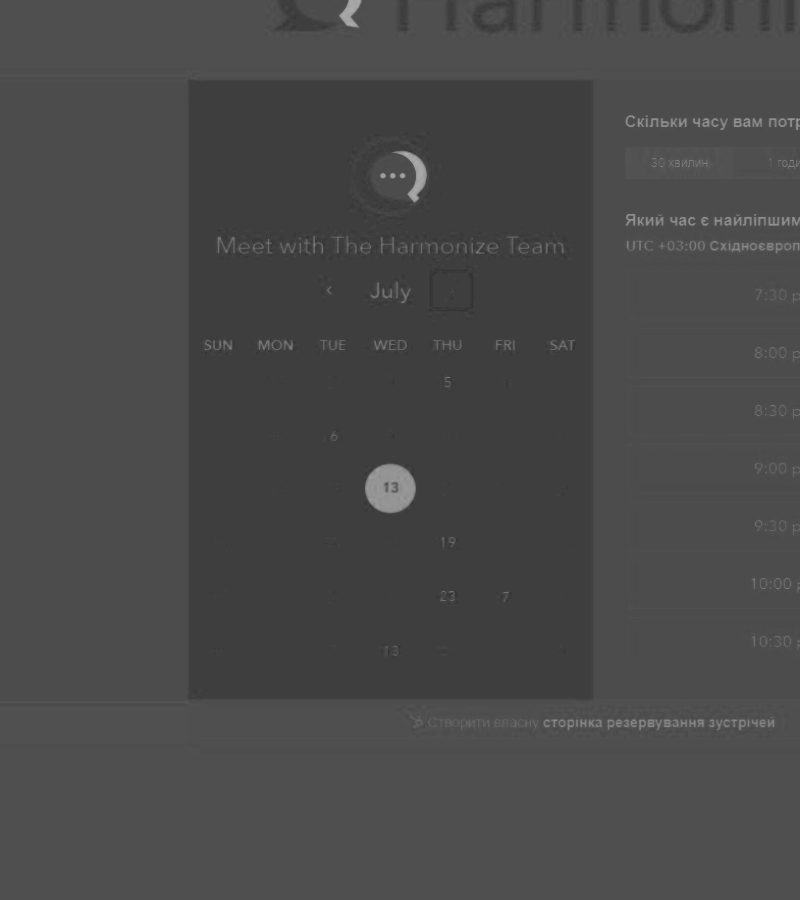 Harmoni
Скільки часу вам потр
30 хвилин 1 годи
Meet with The Harmonize Team
Який час є найліпшим
UTC +03:00 Східноєвроп
‹ July
7:30 р
SUN MON TUE WED THU FRI SAT
8:00 р
5
8:30 р
6
9:00 р
13
9:30 р
19
10:00 р
23 7
10:30 р
13
Створити власну сторінка резервування зустрічей